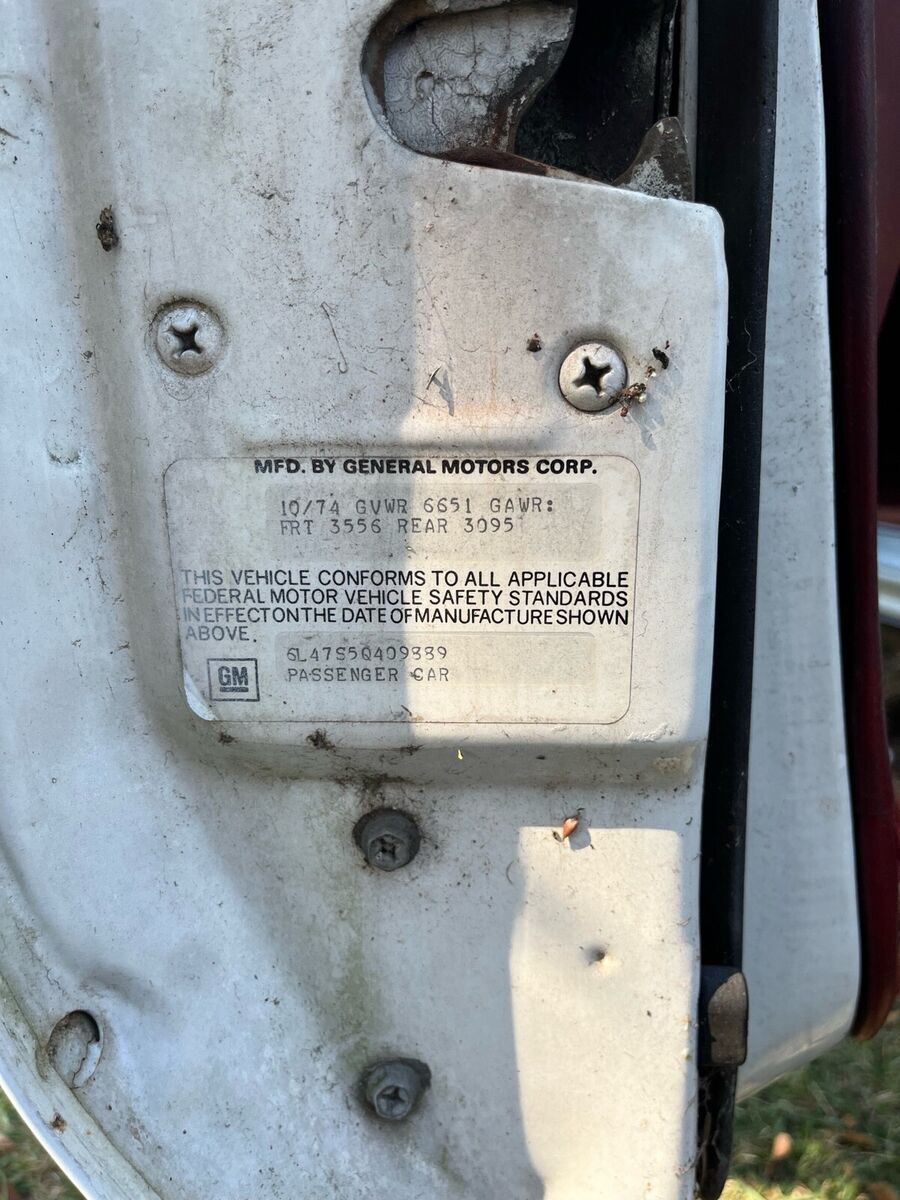 MFD. BY GENERAL MOTORS CORP.
10/74 GVWR 6651 GAWR:
FRT 3556 REAR 3095
THIS VEHICLE CONFORMS TO ALL APPLICABLE
FEDERAL MOTOR VEHICLE SAFETY STANDARDS
IN EFFECT ON THE DATE OF MANUFACTURE SHOWN
ABOVE.
6L47S5Q409889
PASSENGER CAR
GM